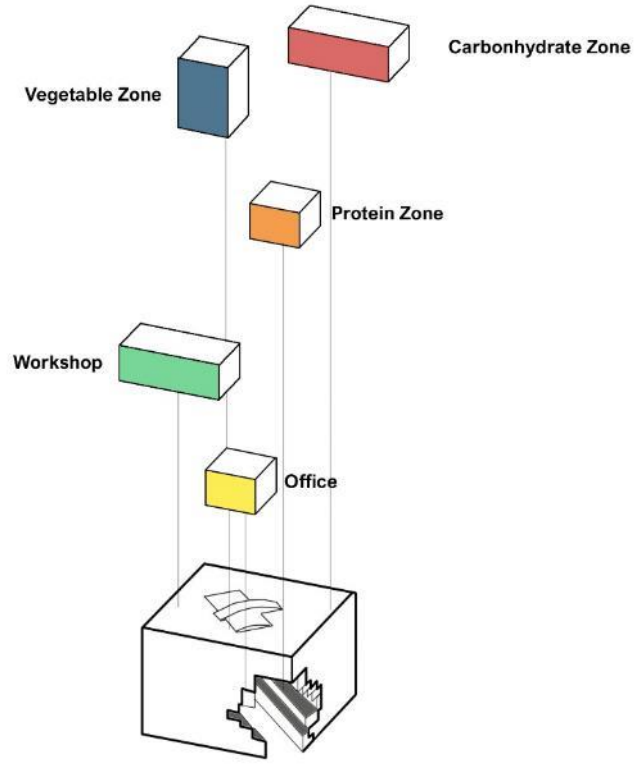 Carbonhydrate Zone
Vegetable Zone
Protein Zone
Workshop
Office